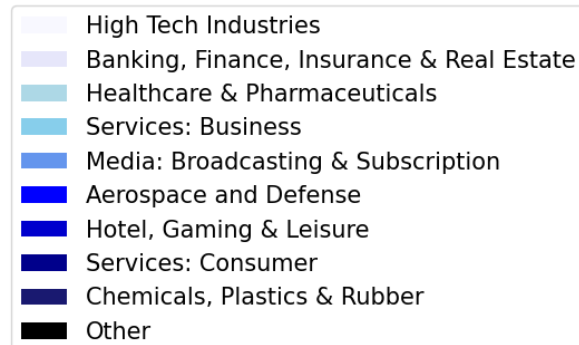 High Tech Industries
Banking, Finance, Insurance & Real Estate
Healthcare & Pharmaceuticals
Services: Business
Media: Broadcasting & Subscription
Aerospace and Defense
Hotel, Gaming & Leisure
Services: Consumer
Chemicals, Plastics & Rubber
Other